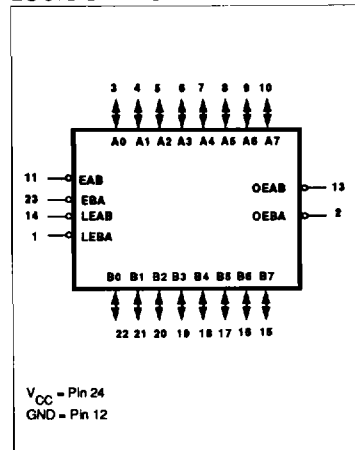 3 4 5 6 7 8 9 10
A0 A1 A2 A3 A4 A5 A6 A7
11 EAB
OEAB 13
23 EBA
14 LEAB
OEBA 2
1 LEBA
B0 B1 B2 B3 B4 B5 B6 B7
22 21 20 19 18 17 16 15
VCC = Pin 24
GND = Pin 12